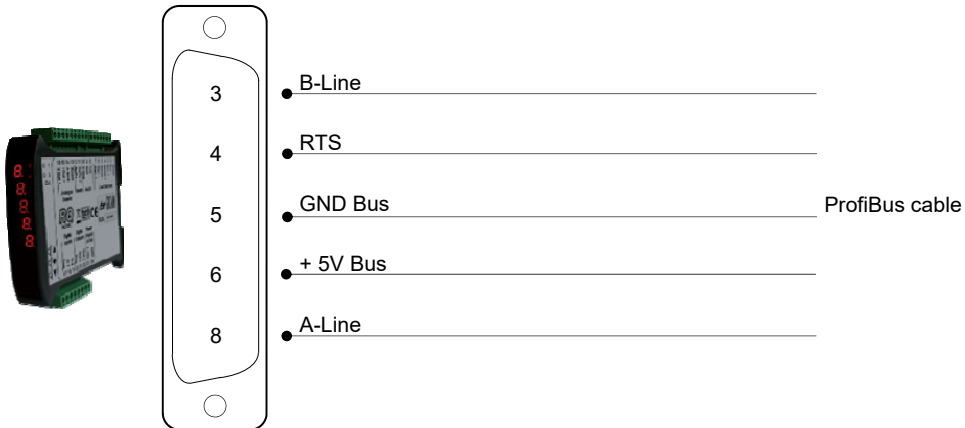 3 B-Line
4 RTS
5 GND Bus
ProfiBus cable
6 + 5V Bus
8 A-Line